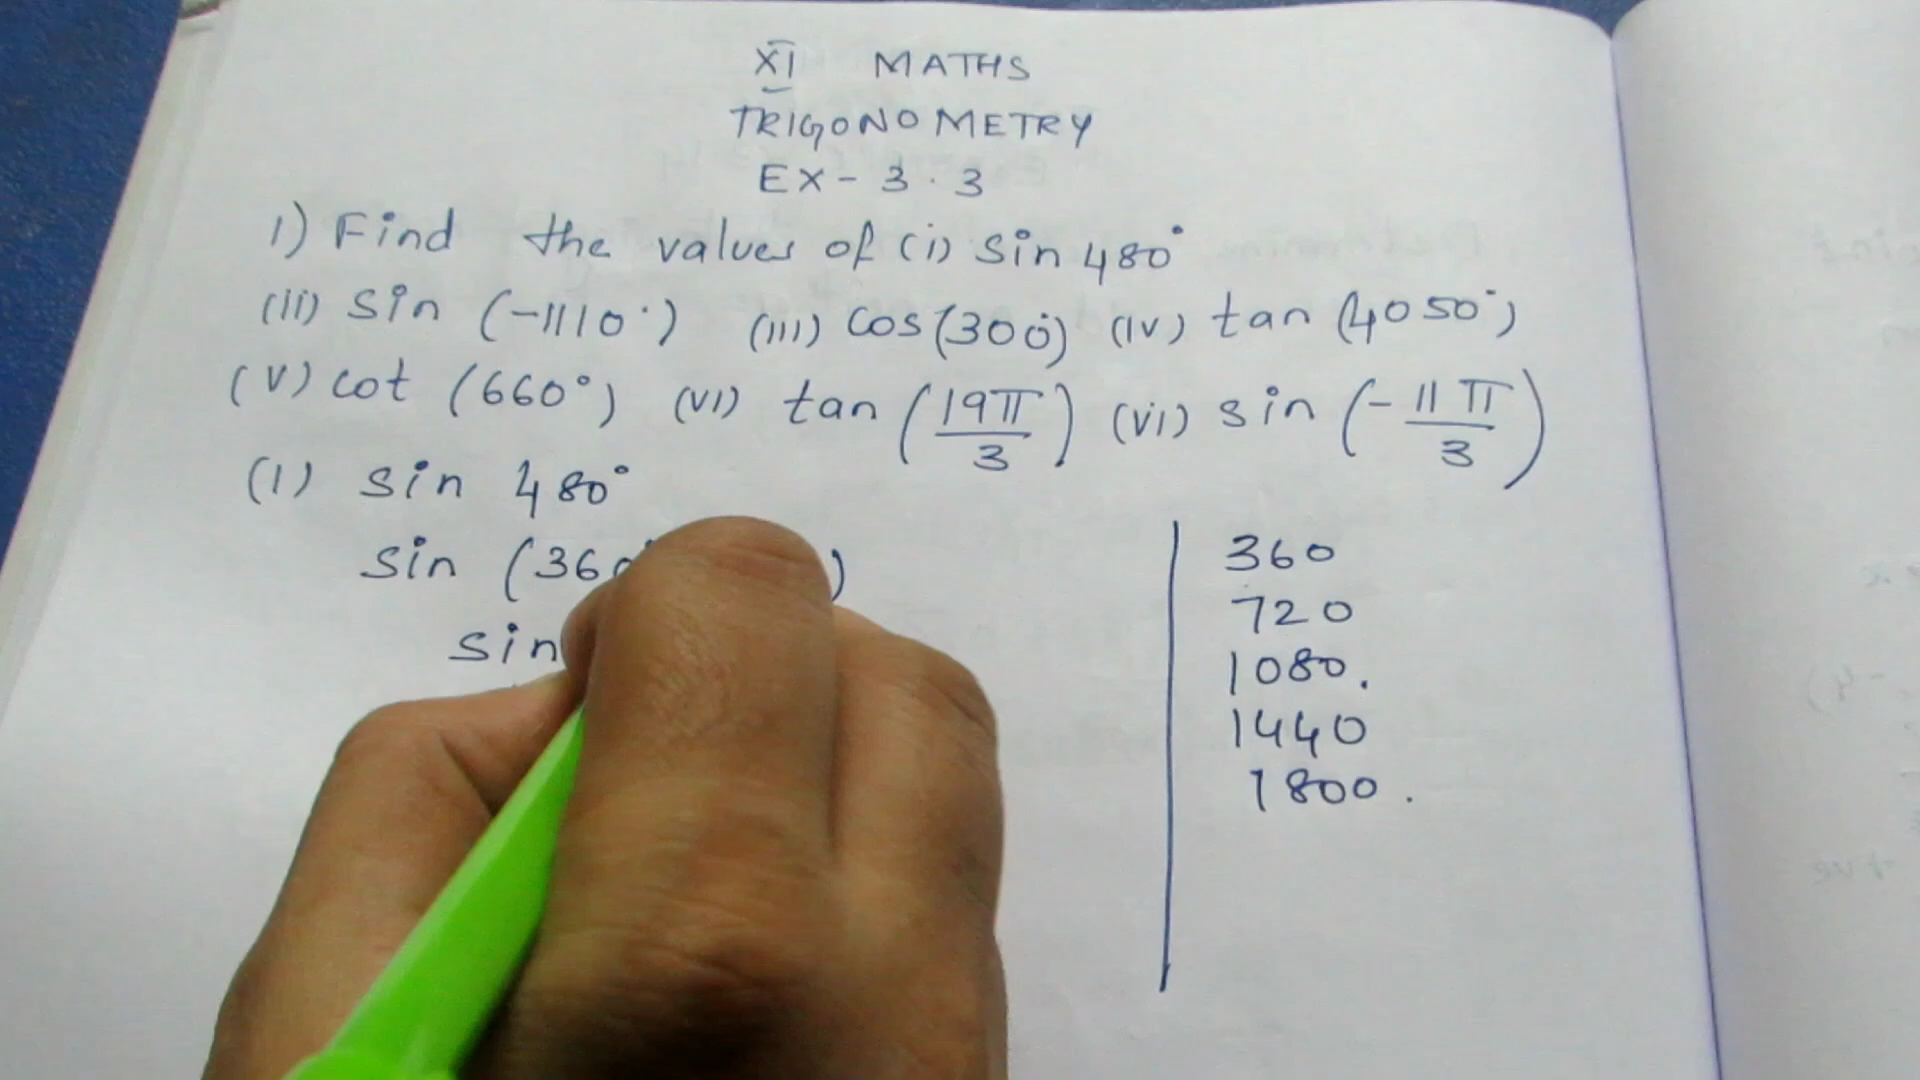 XI MATHS
TRIGONOMETRY
EX - 3.3
1) Find the values of (i) sin 480°
(ii) sin (-1110°) (iii) cos (300°) (iv) tan (4050°)
(v) cot (660°) (vi) tan (19π/3) (vi) sin (-11π/3)
(1) sin 480°
sin (360° )
sin
360
720
1080.
1440
1800.